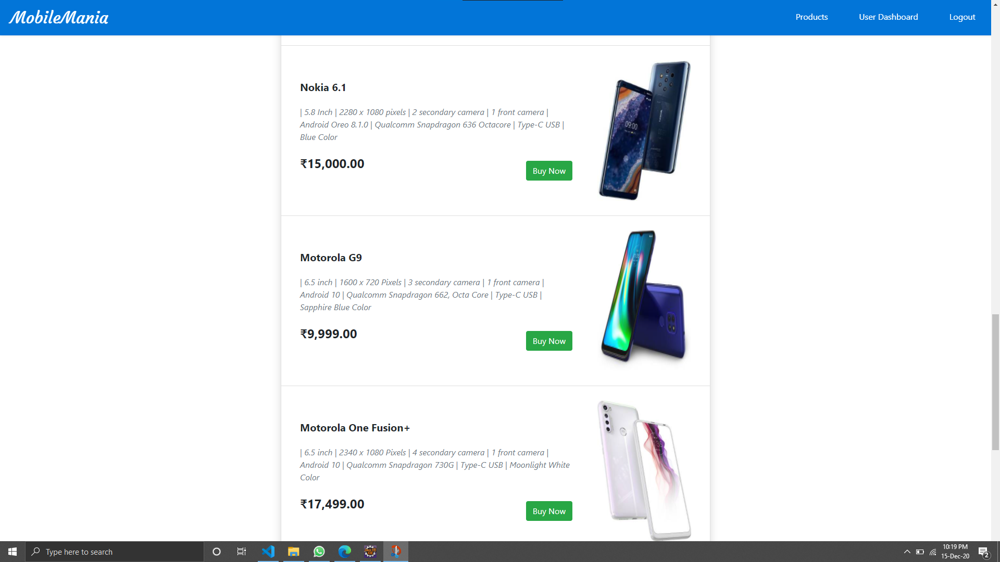 MobileMania
Products
User Dashboard
Logout
Nokia 6.1
| 5.8 Inch | 2280 x 1080 pixels | 2 secondary camera | 1 front camera |
Android Oreo 8.1.0 | Qualcomm Snapdragon 636 Octacore | Type-C USB |
Blue Color
₹15,000.00
Buy Now
09:00
Motorola G9
| 6.5 inch | 1600 x 720 Pixels | 3 secondary camera | 1 front camera |
Android 10 | Qualcomm Snapdragon 662, Octa Core | Type-C USB |
Sapphire Blue Color
₹9,999.00
Buy Now
Motorola One Fusion+
| 6.5 inch | 2340 x 1080 Pixels | 4 secondary camera | 1 front camera |
Android 10 | Qualcomm Snapdragon 730G | Type-C USB | Moonlight White
Color
₹17,499.00
Buy Now
Type here to search
10:19 PM
15-Dec-20
2